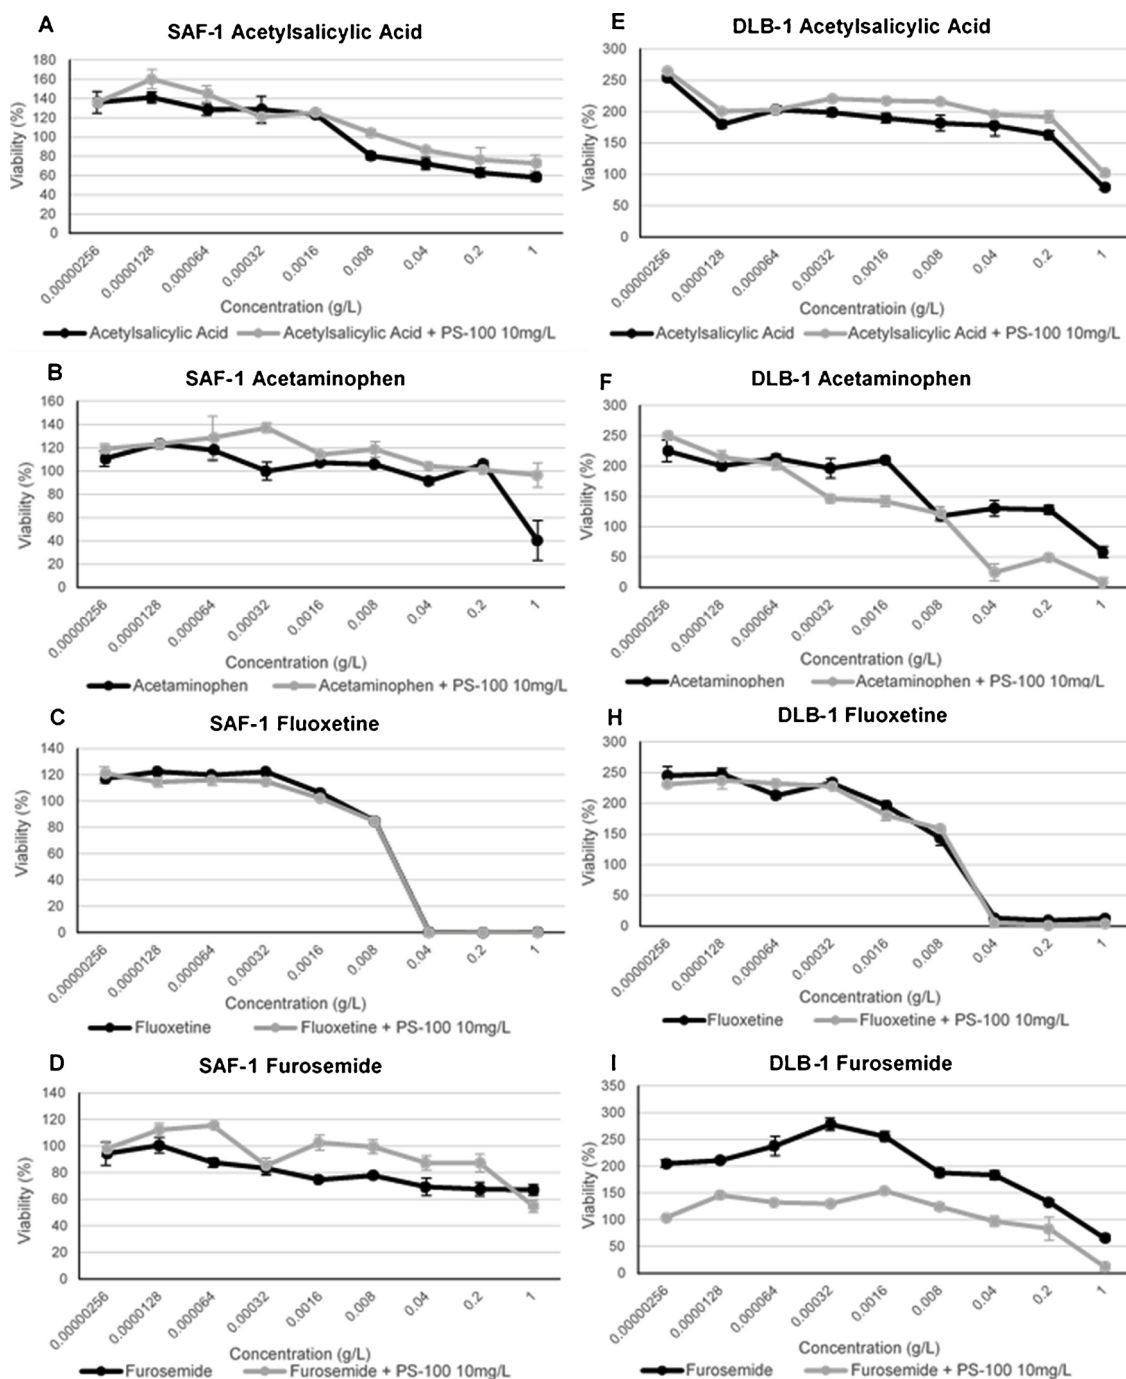 A
SAF-1 Acetylsalicylic Acid
180
160
140
120
100
80
60
40
20
0
Viability (%)
0.00000256
0.0000128
0.000064
0.00032
0.0016
0.008
0.04
0.2
1
Concentration (g/L)
Acetylsalicylic Acid
Acetylsalicylic Acid + PS-100 10mg/L
E
DLB-1 Acetylsalicylic Acid
300
250
200
150
100
50
0
Viability (%)
0.00000256
0.0000128
0.000064
0.00032
0.0016
0.008
0.04
0.2
1
Concentratioin (g/L)
Acetylsalicylic Acid
Acetylsalicylic Acid + PS-100 10mg/L
B
SAF-1 Acetaminophen
160
140
120
100
80
60
40
20
0
Viability (%)
0.00000256
0.0000128
0.000064
0.00032
0.0016
0.008
0.04
0.2
1
Concentration (g/L)
Acetaminophen
Acetaminophen + PS-100 10mg/L
F
DLB-1 Acetaminophen
300
250
200
150
100
50
0
Viability (%)
0.00000256
0.0000128
0.000064
0.00032
0.0016
0.008
0.04
0.2
1
Concentration (g/L)
Acetaminophen
Acetaminophen + PS-100 10mg/L
C
SAF-1 Fluoxetine
140
120
100
80
60
40
20
0
Viability (%)
0.00000256
0.0000128
0.000064
0.00032
0.0016
0.008
0.04
0.2
1
Concentration (g/L)
Fluoxetine
Fluoxetine + PS-100 10mg/L
H
DLB-1 Fluoxetine
300
250
200
150
100
50
0
Viability (%)
0.00000256
0.0000128
0.000064
0.00032
0.0016
0.008
0.04
0.2
1
Concentration (g/L)
Fluoxetine
Fluoxetine + PS-100 10mg/L
D
SAF-1 Furosemide
140
120
100
80
60
40
20
0
Viability (%)
0.00000256
0.0000128
0.000064
0.00032
0.0016
0.008
0.04
0.2
1
Concentration (g/L)
Furosemide
Furosemide + PS-100 10mg/L
I
DLB-1 Furosemide
350
300
250
200
150
100
50
0
Viability (%)
0.00000256
0.0000128
0.000064
0.00032
0.0016
0.008
0.04
0.2
1
Concentration (g/L)
Furosemide
Furosemide + PS-100 10mg/L